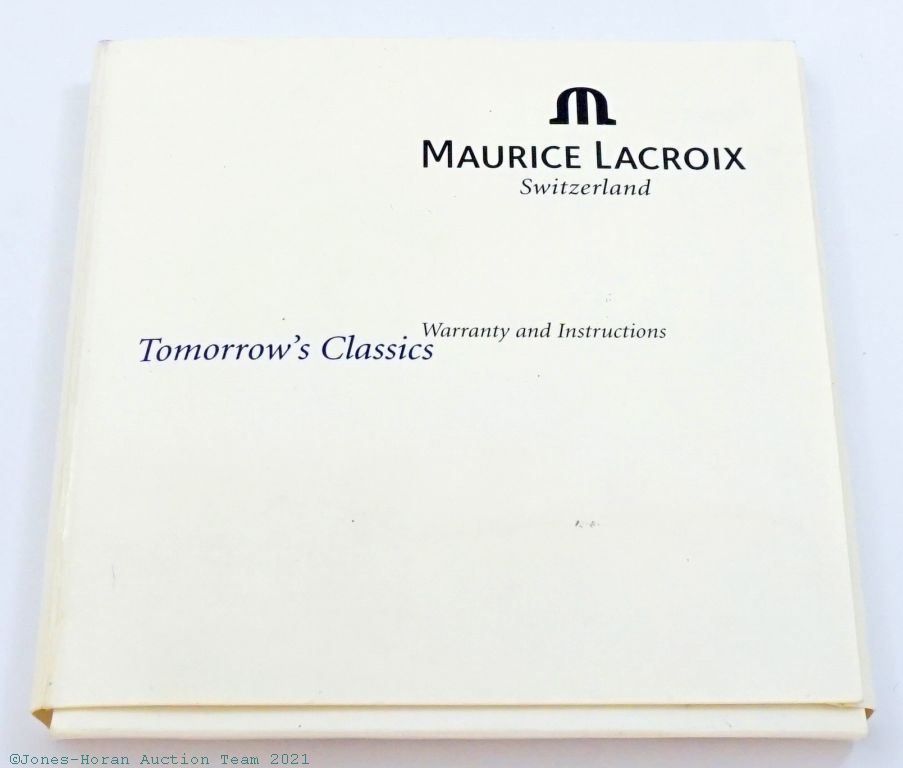 MAURICE LACROIX
Switzerland
Warranty and Instructions
Tomorrow's Classics
©Jones-Horan Auction Team 2021